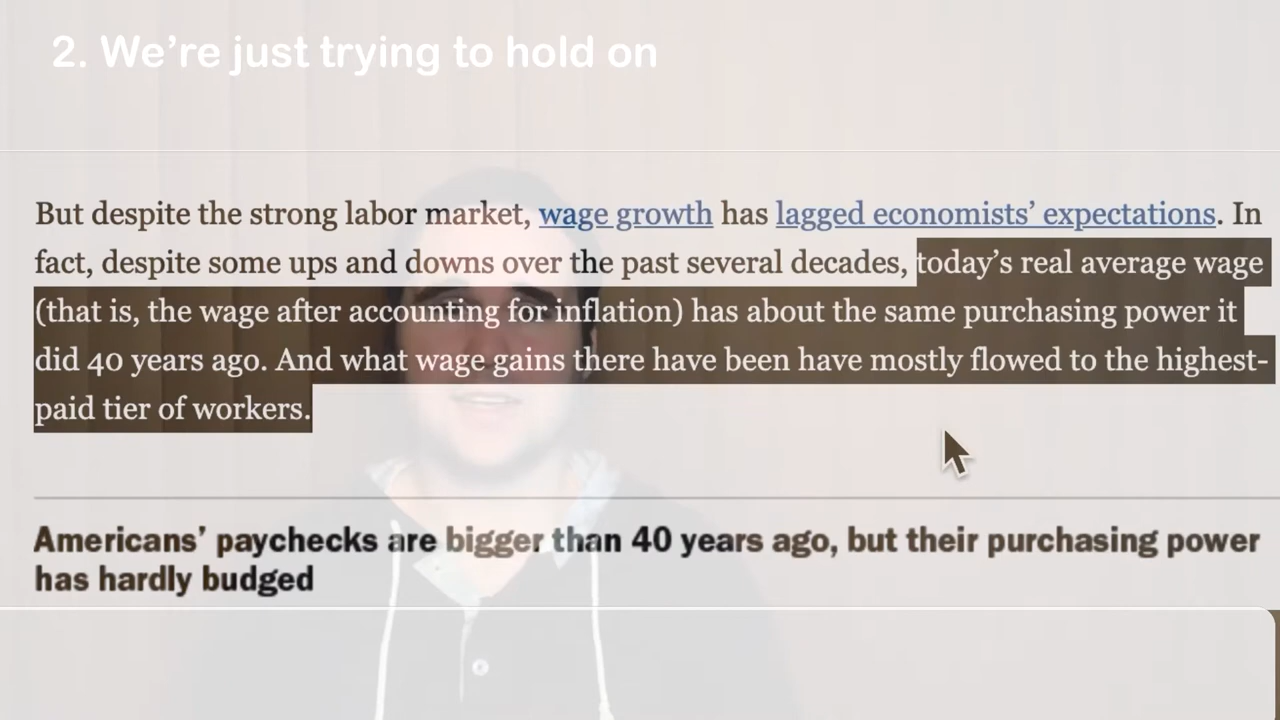 2. We’re just trying to hold on
But despite the strong labor market, wage growth has lagged economists’ expectations. In
fact, despite some ups and downs over the past several decades, today’s real average wage
(that is, the wage after accounting for inflation) has about the same purchasing power it
did 40 years ago. And what wage gains there have been have mostly flowed to the highest-
paid tier of workers.
Americans’ paychecks are bigger than 40 years ago, but their purchasing power
has hardly budged